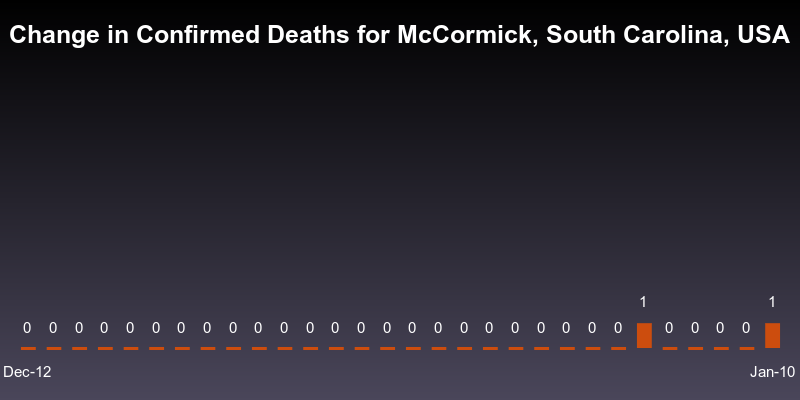 Change in Confirmed Deaths for McCormick, South Carolina, USA
1 1
0 0 0 0 0 0 0 0 0 0 0 0 0 0 0 0 0 0 0 0 0 0 0 0 0 0 0 0
Dec-12 Jan-10